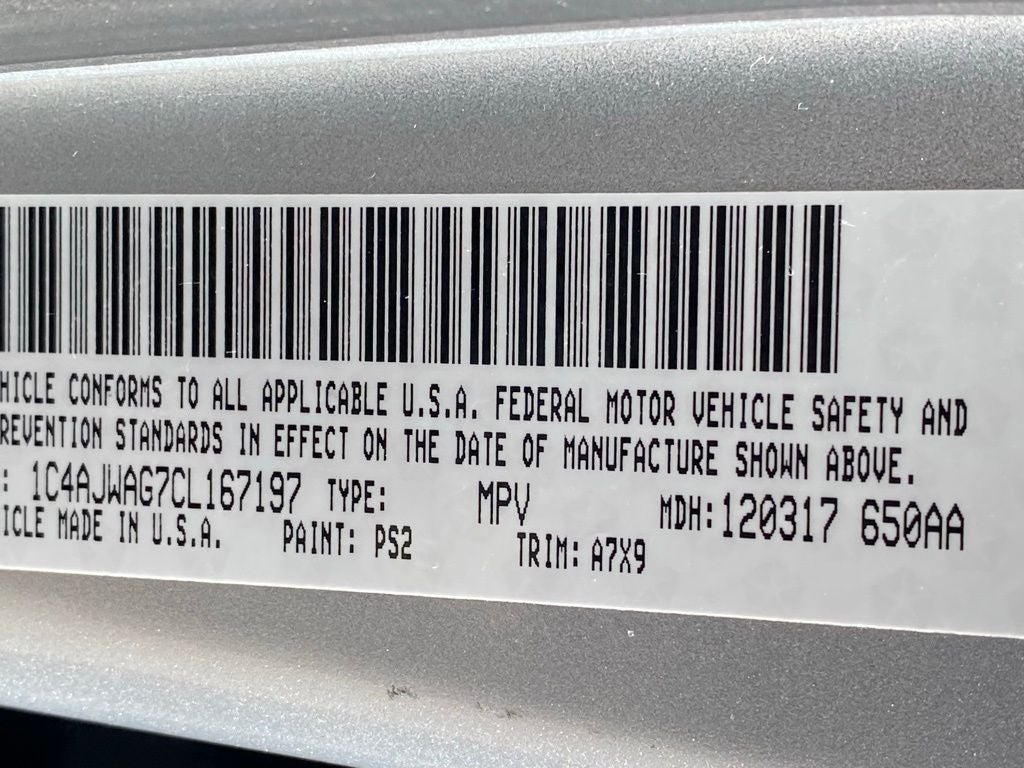 HICLE CONFORMS TO ALL APPLICABLE U.S.A. FEDERAL MOTOR VEHICLE SAFETY AND
REVENTION STANDARDS IN EFFECT ON THE DATE OF MANUFACTURE SHOWN ABOVE.
: 1C4AJWAG7CL167197 TYPE: MPV MDH:120317 650AA
ICLE MADE IN U.S.A. PAINT: PS2 TRIM: A7X9